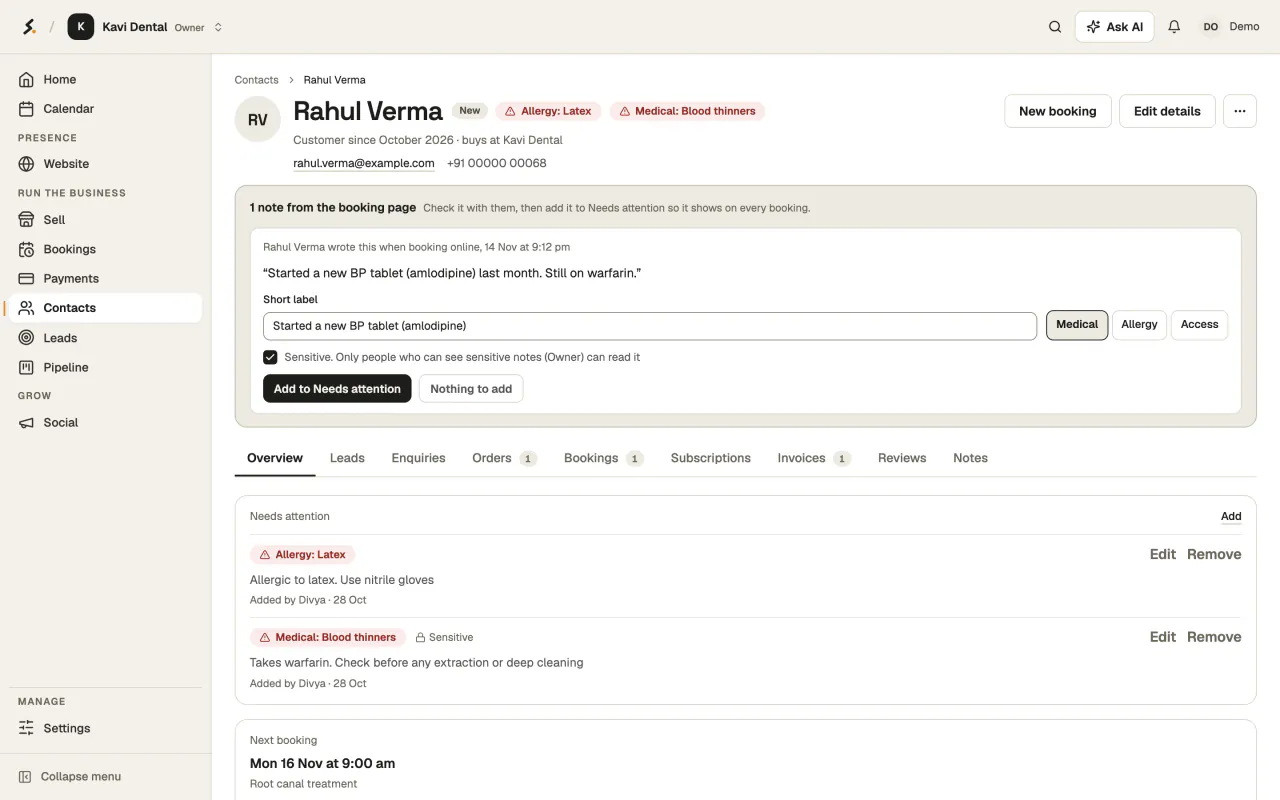 / K Kavi Dental Owner
Ask AI DO Demo
Home
Calendar
PRESENCE
Website
RUN THE BUSINESS
Sell
Bookings
Payments
Contacts
Leads
Pipeline
GROW
Social
MANAGE
Settings
Collapse menu
Contacts > Rahul Verma
RV
Rahul Verma New Allergy: Latex Medical: Blood thinners
Customer since October 2026 · buys at Kavi Dental
rahul.verma@example.com +91 00000 00068
New booking Edit details ···
1 note from the booking page Check it with them, then add it to Needs attention so it shows on every booking.
Rahul Verma wrote this when booking online, 14 Nov at 9:12 pm
“Started a new BP tablet (amlodipine) last month. Still on warfarin.”
Short label
Started a new BP tablet (amlodipine) Medical Allergy Access
Sensitive. Only people who can see sensitive notes (Owner) can read it
Add to Needs attention Nothing to add
Overview Leads Enquiries Orders 1 Bookings 1 Subscriptions Invoices 1 Reviews Notes
Needs attention Add
Allergy: Latex Edit Remove
Allergic to latex. Use nitrile gloves
Added by Divya · 28 Oct
Medical: Blood thinners Sensitive Edit Remove
Takes warfarin. Check before any extraction or deep cleaning
Added by Divya · 28 Oct
Next booking
Mon 16 Nov at 9:00 am
Root canal treatment